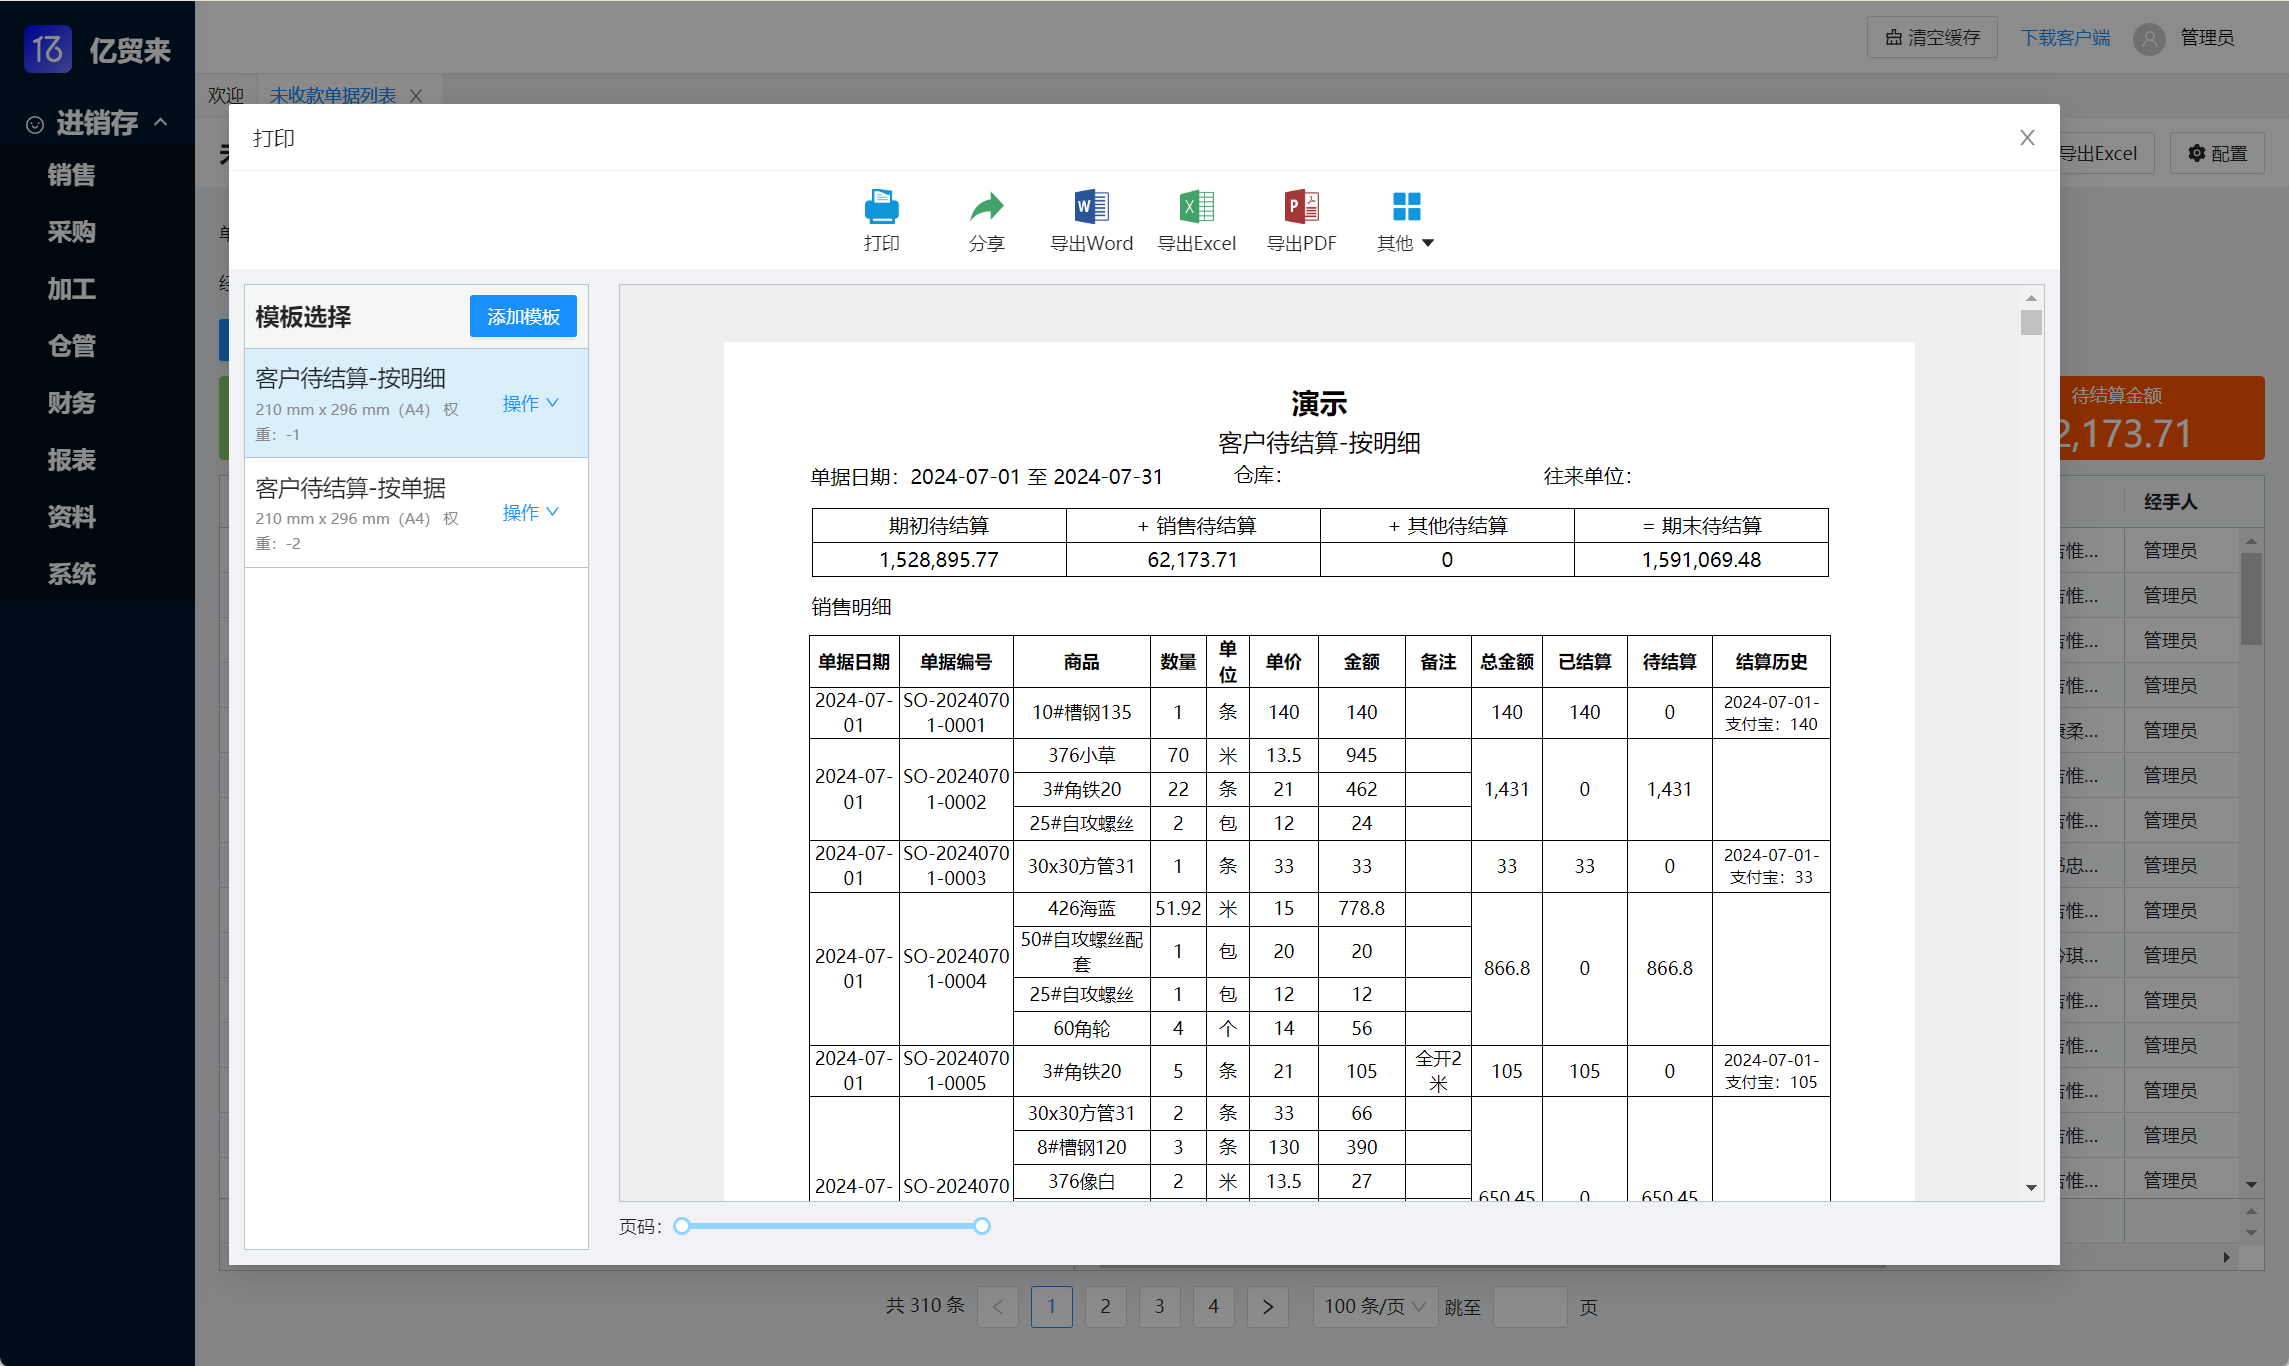 亿贸来
清空缓存
下载客户端
管理员
进销存
销售
采购
加工
仓管
财务
报表
资料
系统
欢迎
未收款单据列表
导出Excel
配置
打印
打印
分享
导出Word
导出Excel
导出PDF
其他
模板选择
添加模板
客户待结算-按明细
210 mm x 296 mm（A4） 权
重：-1
操作
客户待结算-按单据
210 mm x 296 mm（A4） 权
重：-2
操作
演示
客户待结算-按明细
单据日期：2024-07-01 至 2024-07-31 仓库： 往来单位：
期初待结算 + 销售待结算 + 其他待结算 = 期末待结算
1,528,895.77 62,173.71 0 1,591,069.48
销售明细
单据日期 单据编号 商品 数量 单位 单价 金额 备注 总金额 已结算 待结算 结算历史
2024-07-01 SO-20240701-0001 10#槽钢135 1 条 140 140 140 140 0 2024-07-01-支付宝：140
2024-07-01 SO-20240701-0002 376小草 70 米 13.5 945 1,431 0 1,431
3#角铁20 22 条 21 462
25#自攻螺丝 2 包 12 24
2024-07-01 SO-20240701-0003 30x30方管31 1 条 33 33 33 33 0 2024-07-01-支付宝：33
2024-07-01 SO-20240701-0004 426海蓝 51.92 米 15 778.8 866.8 0 866.8
50#自攻螺丝配套 1 包 20 20
25#自攻螺丝 1 包 12 12
60角轮 4 个 14 56
2024-07-01 SO-20240701-0005 3#角铁20 5 条 21 105 全开2米 105 105 0 2024-07-01-支付宝：105
30x30方管31 2 条 33 66
8#槽钢120 3 条 130 390
376像白 2 米 13.5 27
2024-07- SO-2024070 650.45 0 650.45
页码：
待结算金额
2,173.71
经手人
惟... 管理员
惟... 管理员
惟... 管理员
惟... 管理员
柔... 管理员
惟... 管理员
惟... 管理员
忠... 管理员
惟... 管理员
琪... 管理员
惟... 管理员
惟... 管理员
惟... 管理员
惟... 管理员
惟... 管理员
共 310 条
1
2
3
4
100 条/页
跳至
页